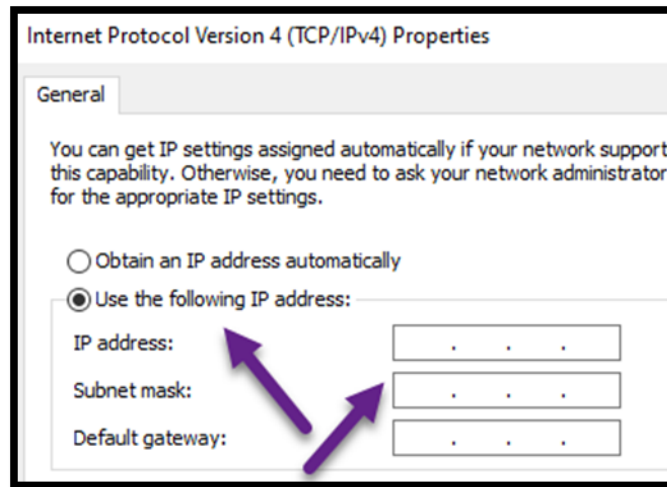 Internet Protocol Version 4 (TCP/IPv4) Properties
General
You can get IP settings assigned automatically if your network support
this capability. Otherwise, you need to ask your network administrator
for the appropriate IP settings.
Obtain an IP address automatically
Use the following IP address:
IP address:
Subnet mask:
Default gateway: